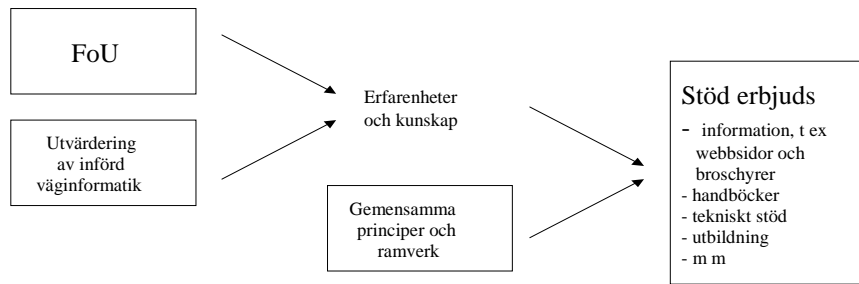 FoU
Utvärdering
av införd
väginformatik
Erfarenheter
och kunskap
Gemensamma
principer och
ramverk
Stöd erbjuds
- information, t ex
webbsidor och
broschyrer
- handböcker
- tekniskt stöd
- utbildning
- m m